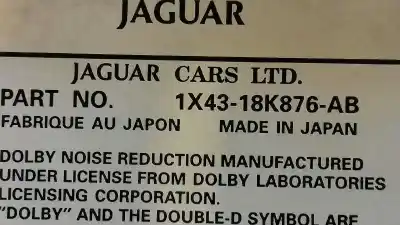 JAGUAR
JAGUAR CARS LTD.
PART NO. 1X43-18K876-AB
FABRIQUE AU JAPON MADE IN JAPAN
DOLBY NOISE REDUCTION MANUFACTURED
UNDER LICENSE FROM DOLBY LABORATORIES
LICENSING CORPORATION.
"DOLBY" AND THE DOUBLE-D SYMBOL ARE